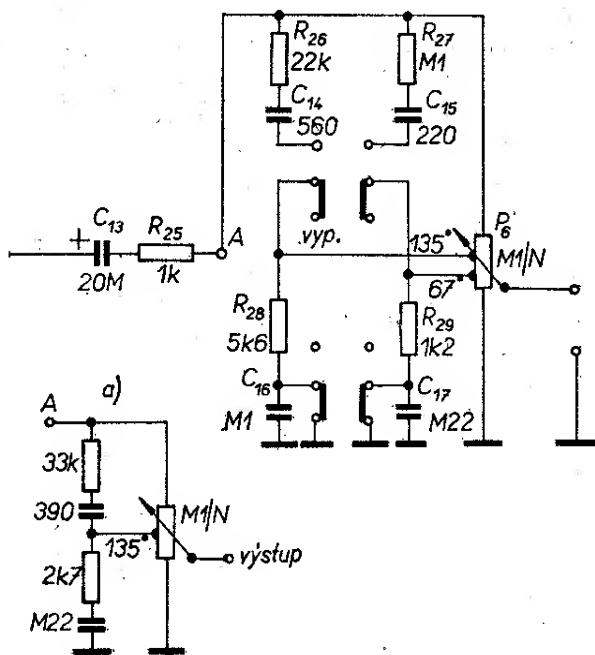 R26
22k
C14
560
R27
M1
C15
220
+
C13
20M
R25
1k
A
vyp.
P6
135°
M1/N
67°
R28
5k6
R29
1k2
C16
M1
C17
M22
a)
A
33k
390
M1/N
135°
výstup
2k7
M22